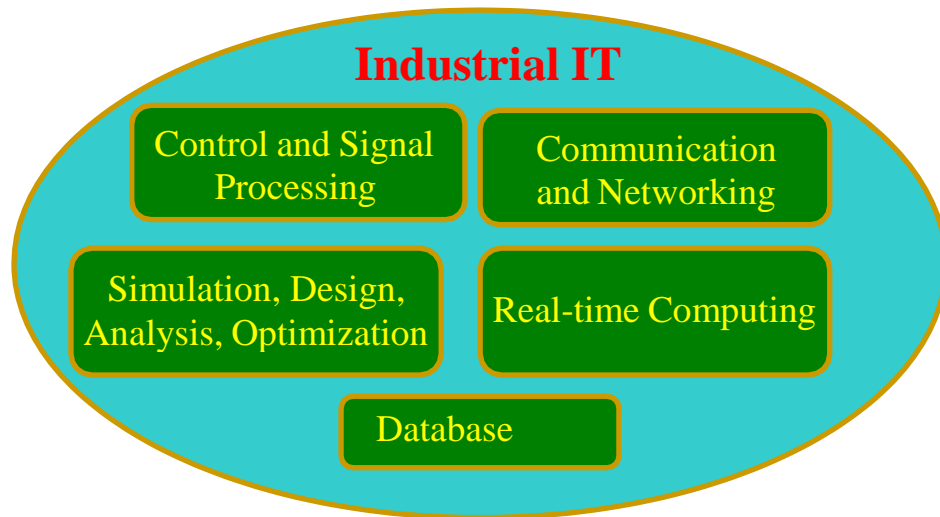 Industrial IT
Control and Signal
Processing
Communication
and Networking
Simulation, Design,
Analysis, Optimization
Real-time Computing
Database